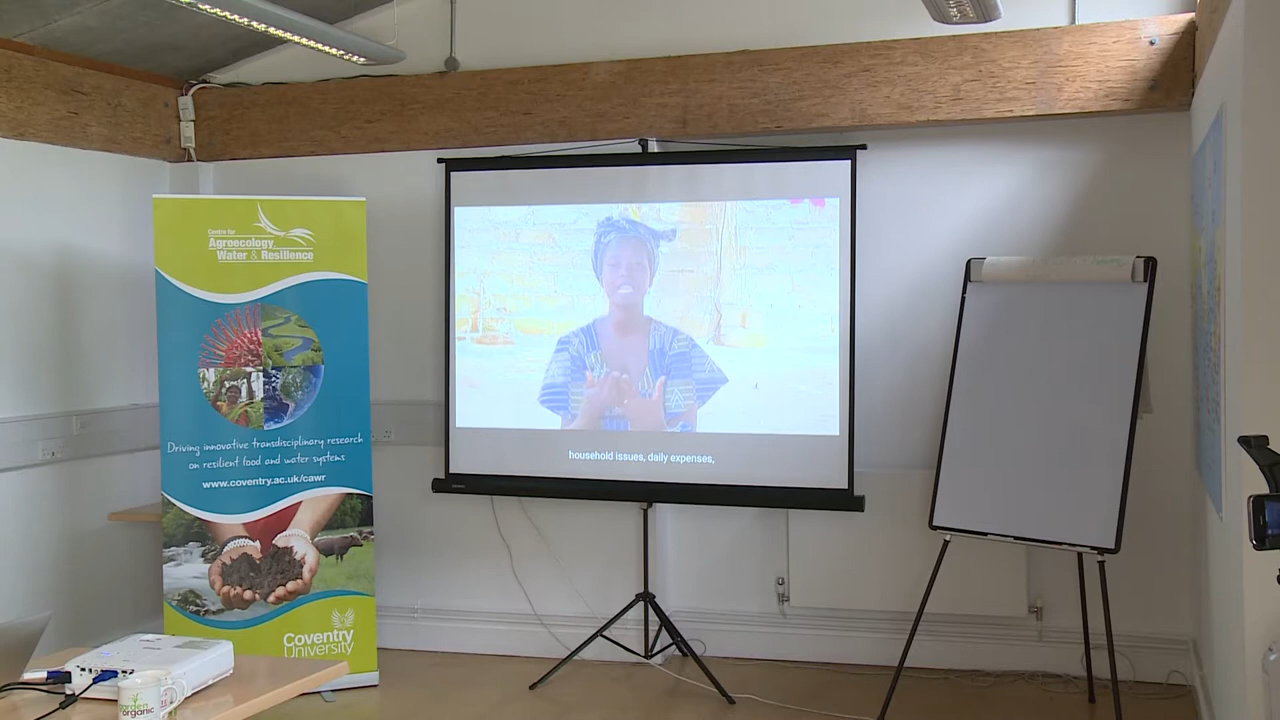 Centre for
Agroecology
Water & Resilience
Driving innovative transdisciplinary research
on resilient food and water systems
www.coventry.ac.uk/cawr
Coventry
University
household issues, daily expenses,
garden
organic